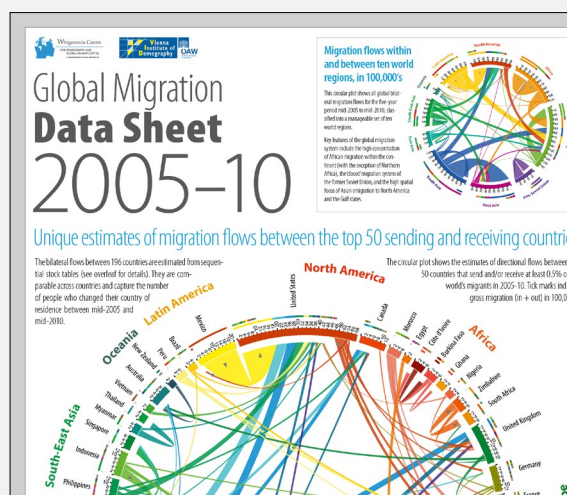 Wittgenstein Centre
Vienna
Institute of
Demography
OAW
Global Migration
Data Sheet
2005–10
Migration flows within
and between ten world
regions, in 100,000's
This circular plot shows all global bilat-
eral migration flows for the five-year
period mid-2005 to mid-2010, clas-
sified into a manageable set of ten
world regions.
Key features of the global migration
system include the high concentration
of African migration within the con-
tinent (with the exception of Northern
Africa), the 'closed' migration system of
the former Soviet Union, and the high spatial
focus of Asian emigration to North America
and the Gulf states.
Unique estimates of migration flows between the top 50 sending and receiving countrie
The bilateral flows between 196 countries are estimated from sequen-
tial stock tables (see overleaf for details). They are com-
parable across countries and capture the number
of people who changed their country of
residence between mid-2005 and
mid-2010.
The circular plot shows the estimates of directional flows between
50 countries that send and/or receive at least 0.5% o
world's migrants in 2005-10. Tick marks ind
gross migration (in + out) in 100,0
North America
United States
Canada
Latin America
Mexico
Brazil
Peru
Oceania
New Zealand
Australia
South-East Asia
Vietnam
Thailand
Myanmar
Singapore
Indonesia
Philippines
Africa
Morocco
Egypt
Côte d'Ivoire
Burkina Faso
Ghana
Nigeria
Zimbabwe
South Africa
United Kingdom
Germany
France